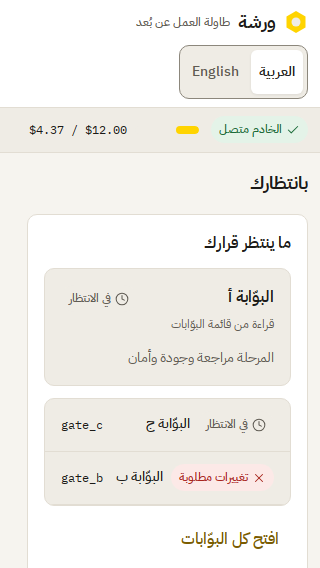 ورشة طاولة العمل عن بُعد
العربية English
الخادم متصل $4.37 / $12.00
بانتظارك
ما ينتظر قرارك
البوّابة أ في الانتظار
قراءة من قائمة البوّابات
المرحلة مراجعة وجودة وأمان
في الانتظار البوّابة ج gate_c
تغييرات مطلوبة البوّابة ب gate_b
افتح كل البوّابات